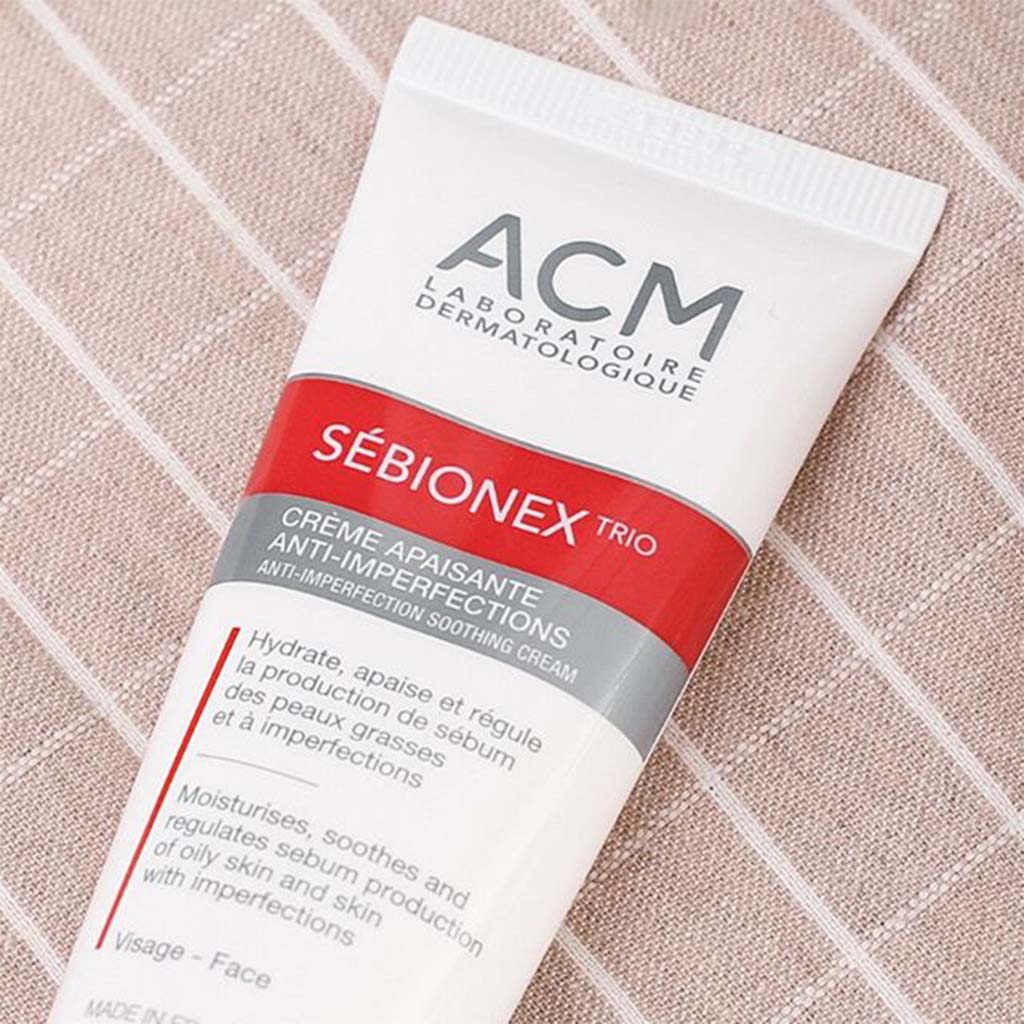 ACM
LABORATOIRE
DERMATOLOGIQUE
SÉBIONEX TRIO
CRÈME APAISANTE
ANTI-IMPERFECTIONS
ANTI-IMPERFECTION SOOTHING CREAM
Hydrate, apaise et régule
la production de sébum
des peaux grasses
et à imperfections
Moisturises, soothes and
regulates sebum production
of oily skin and skin
with imperfections
Visage - Face
MADE IN